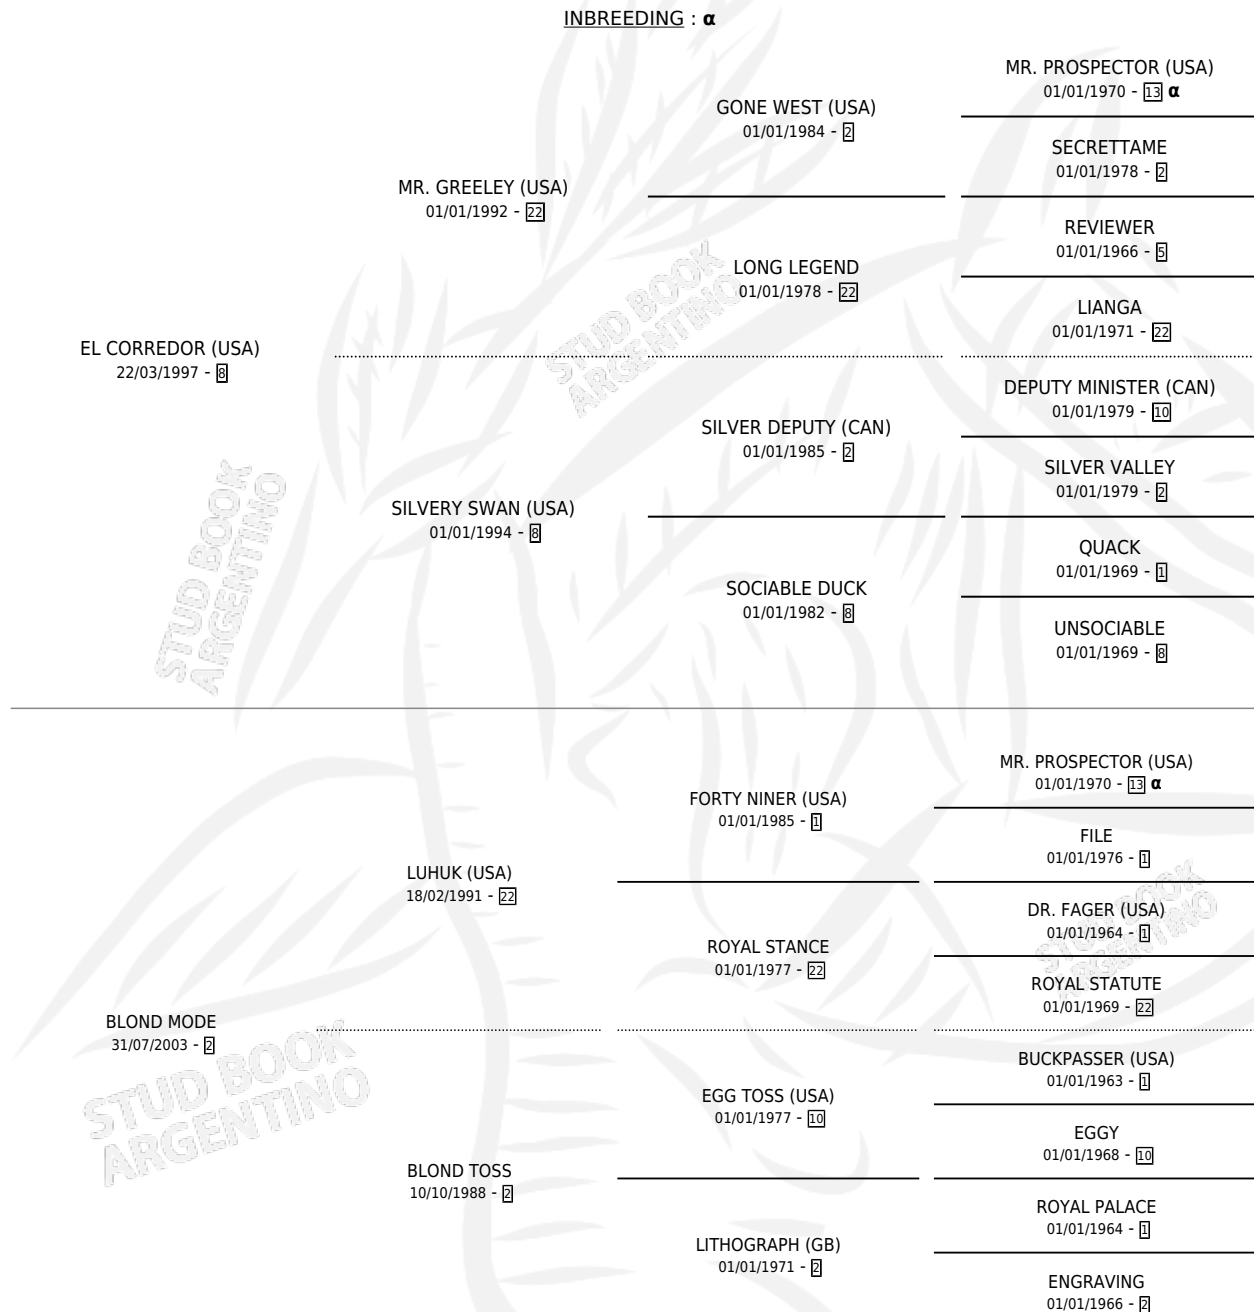 INBREEDING : α
MR. PROSPECTOR (USA)
01/01/1970 - 13 α
GONE WEST (USA)
01/01/1984 - 2
SECRETTAME
01/01/1978 - 2
MR. GREELEY (USA)
01/01/1992 - 22
REVIEWER
01/01/1966 - 5
LONG LEGEND
01/01/1978 - 22
LIANGA
01/01/1971 - 22
EL CORREDOR (USA)
22/03/1997 - 8
DEPUTY MINISTER (CAN)
01/01/1979 - 10
SILVER DEPUTY (CAN)
01/01/1985 - 2
SILVER VALLEY
01/01/1979 - 2
SILVERY SWAN (USA)
01/01/1994 - 8
QUACK
01/01/1969 - 1
SOCIABLE DUCK
01/01/1982 - 8
UNSOCIABLE
01/01/1969 - 8
MR. PROSPECTOR (USA)
01/01/1970 - 13 α
FORTY NINER (USA)
01/01/1985 - 1
FILE
01/01/1976 - 1
LUHUK (USA)
18/02/1991 - 22
DR. FAGER (USA)
01/01/1964 - 1
ROYAL STANCE
01/01/1977 - 22
ROYAL STATUTE
01/01/1969 - 22
BLOND MODE
31/07/2003 - 2
BUCKPASSER (USA)
01/01/1963 - 1
EGG TOSS (USA)
01/01/1977 - 10
EGGY
01/01/1968 - 10
BLOND TOSS
10/10/1988 - 2
ROYAL PALACE
01/01/1964 - 1
LITHOGRAPH (GB)
01/01/1971 - 2
ENGRAVING
01/01/1966 - 2
STUD BOOK
ARGENTINO
STUD BOOK
ARGENTINO
STUD BOOK
ARGENTINO
STUD BOOK
ARGENTINO